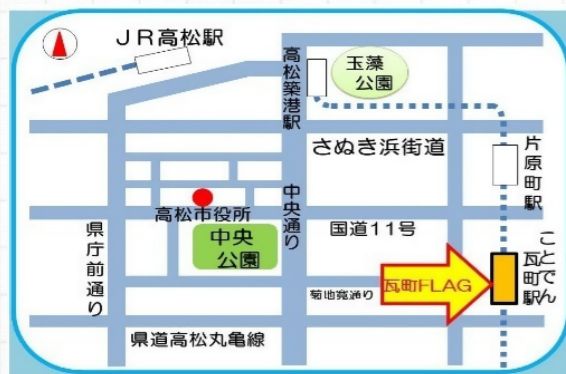 JR高松駅
高松築港駅
玉藻
公園
さぬき浜街道
片原町駅
高松市役所
中央通り
国道11号
県庁前通り
中央
公園
菊地寛通り
瓦町FLAG
ことでん
瓦町駅
県道高松丸亀線